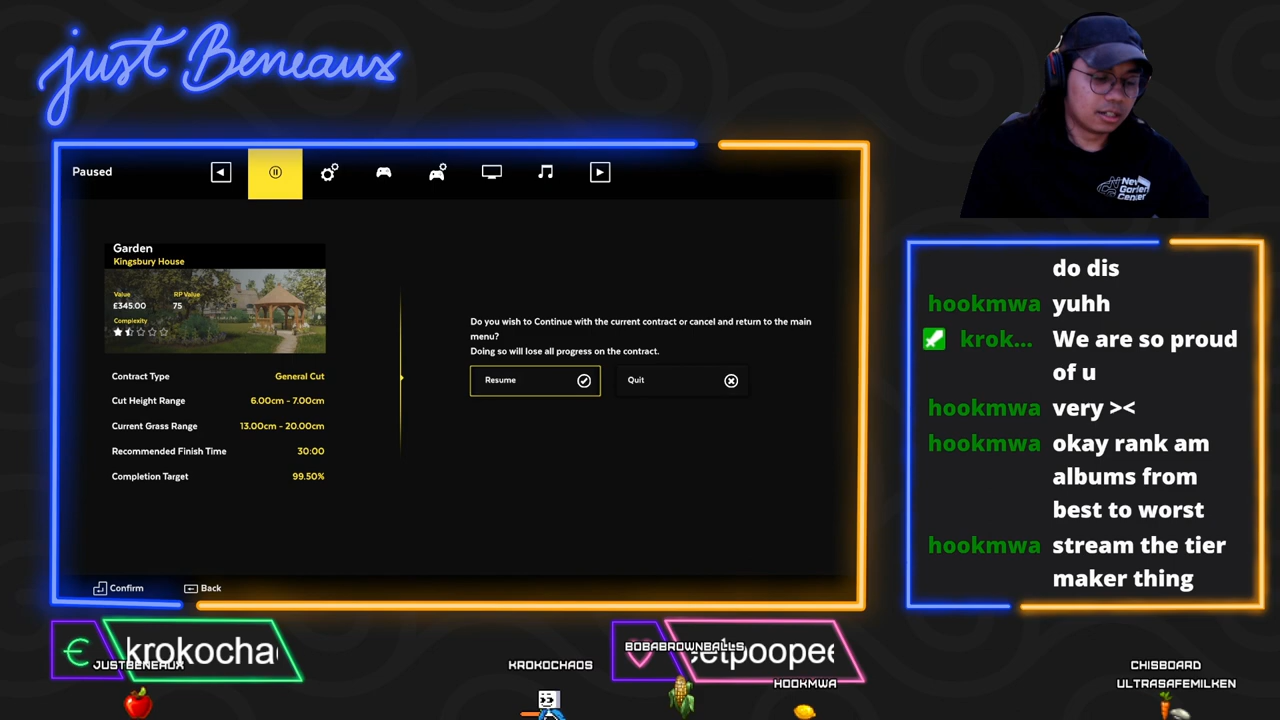 just Beneaux
Paused
Garden
Kingsbury House
Value
RP Value
£345.00
75
Complexity
Contract Type
General Cut
Cut Height Range
6.00cm - 7.00cm
Current Grass Range
13.00cm - 20.00cm
Recommended Finish Time
30:00
Completion Target
99.50%
Do you wish to Continue with the current contract or cancel and return to the main
menu?
Doing so will lose all progress on the contract.
Resume
Quit
Confirm
Back
New
Garden
Center
do dis
hookmwa yuhh
krok... We are so proud
of u
hookmwa very ><
hookmwa okay rank am
albums from
best to worst
hookmwa stream the tier
maker thing
€ krokocha
JUSTBENEAUX
KROKOCHAOS
BOBABROWNBALLS
eetpoopee
HOOKMWA
CHISBOARD
ULTRASAFEMILKEN